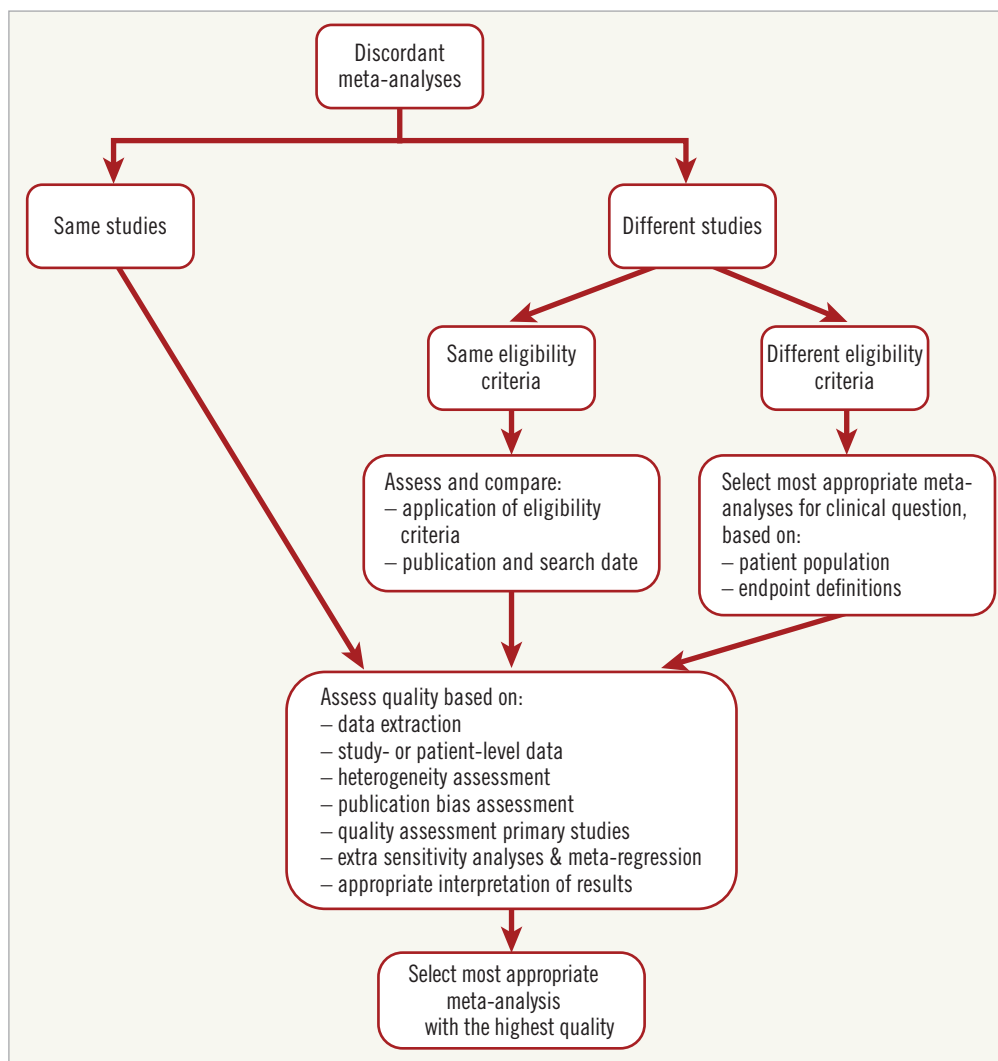 Discordant
meta-analyses
Same studies
Different studies
Same eligibility
criteria
Different eligibility
criteria
Assess and compare:
– application of eligibility
criteria
– publication and search date
Select most appropriate meta-
analyses for clinical question,
based on:
– patient population
– endpoint definitions
Assess quality based on:
– data extraction
– study- or patient-level data
– heterogeneity assessment
– publication bias assessment
– quality assessment primary studies
– extra sensitivity analyses & meta-regression
– appropriate interpretation of results
Select most appropriate
meta-analysis
with the highest quality